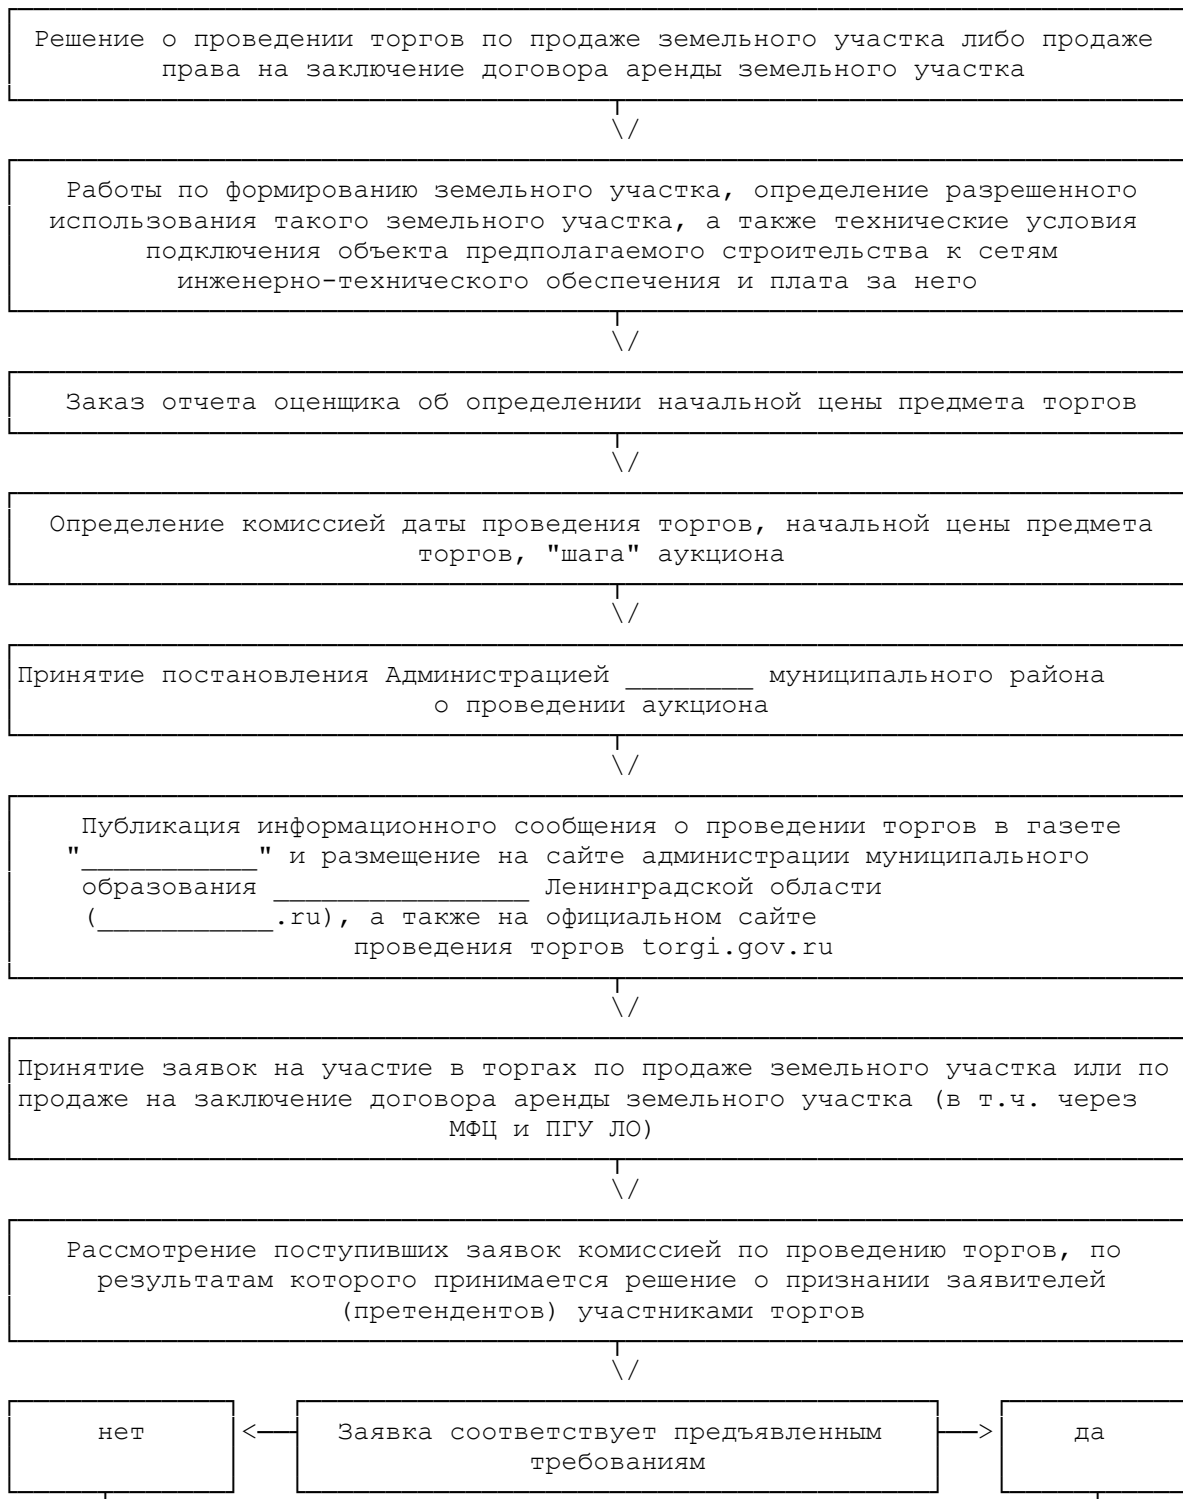 Решение о проведении торгов по продаже земельного участка либо продаже
права на заключение договора аренды земельного участка
\/
Работы по формированию земельного участка, определение разрешенного
использования такого земельного участка, а также технические условия
подключения объекта предполагаемого строительства к сетям
инженерно-технического обеспечения и плата за него
\/
Заказ отчета оценщика об определении начальной цены предмета торгов
\/
Определение комиссией даты проведения торгов, начальной цены предмета
торгов, "шага" аукциона
\/
Принятие постановления Администрацией ________ муниципального района
о проведении аукциона
\/
Публикация информационного сообщения о проведении торгов в газете
"___________" и размещение на сайте администрации муниципального
образования ________________ Ленинградской области
(___________.ru), а также на официальном сайте
проведения торгов torgi.gov.ru
\/
Принятие заявок на участие в торгах по продаже земельного участка или по
продаже на заключение договора аренды земельного участка (в т.ч. через
МФЦ и ПГУ ЛО)
\/
Рассмотрение поступивших заявок комиссией по проведению торгов, по
результатам которого принимается решение о признании заявителей
(претендентов) участниками торгов
\/
нет <── Заявка соответствует предъявленным ──> да
требованиям